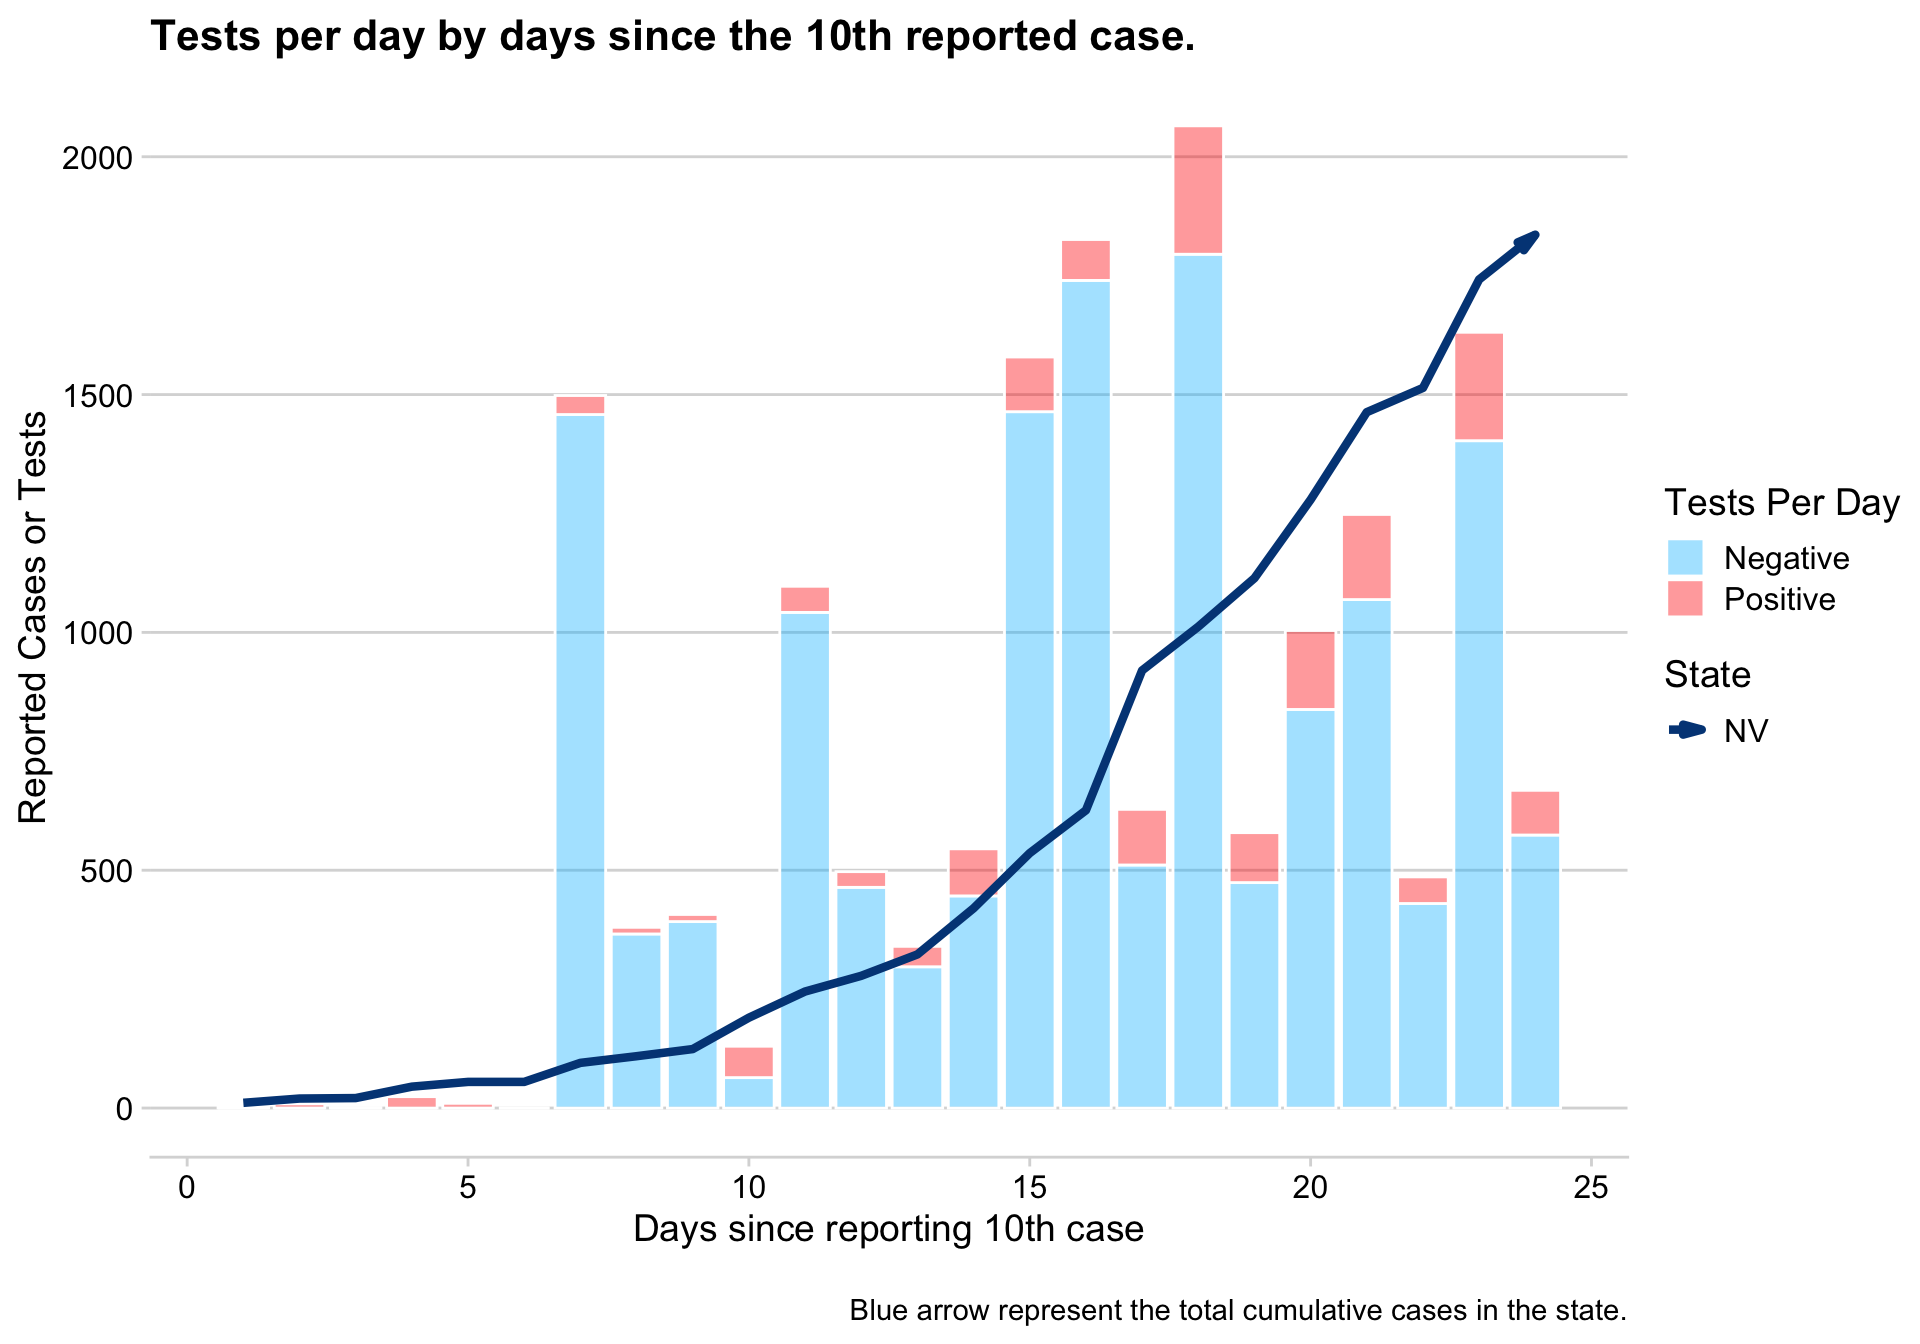 Tests per day by days since the 10th reported case.
2000
1500
1000
500
0
Reported Cases or Tests
0 5 10 15 20 25
Days since reporting 10th case
Tests Per Day
Negative
Positive
State
NV
Blue arrow represent the total cumulative cases in the state.